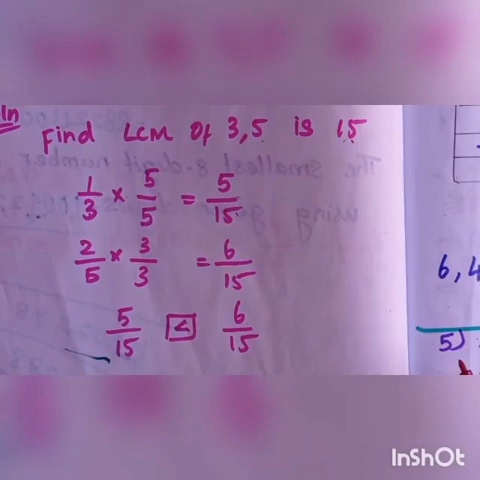 In
Find LCM of 3,5 is 15
1/3 × 5/5 = 5/15
2/5 × 3/3 = 6/15
5/15 < 6/15
6,4
5)
InShOt